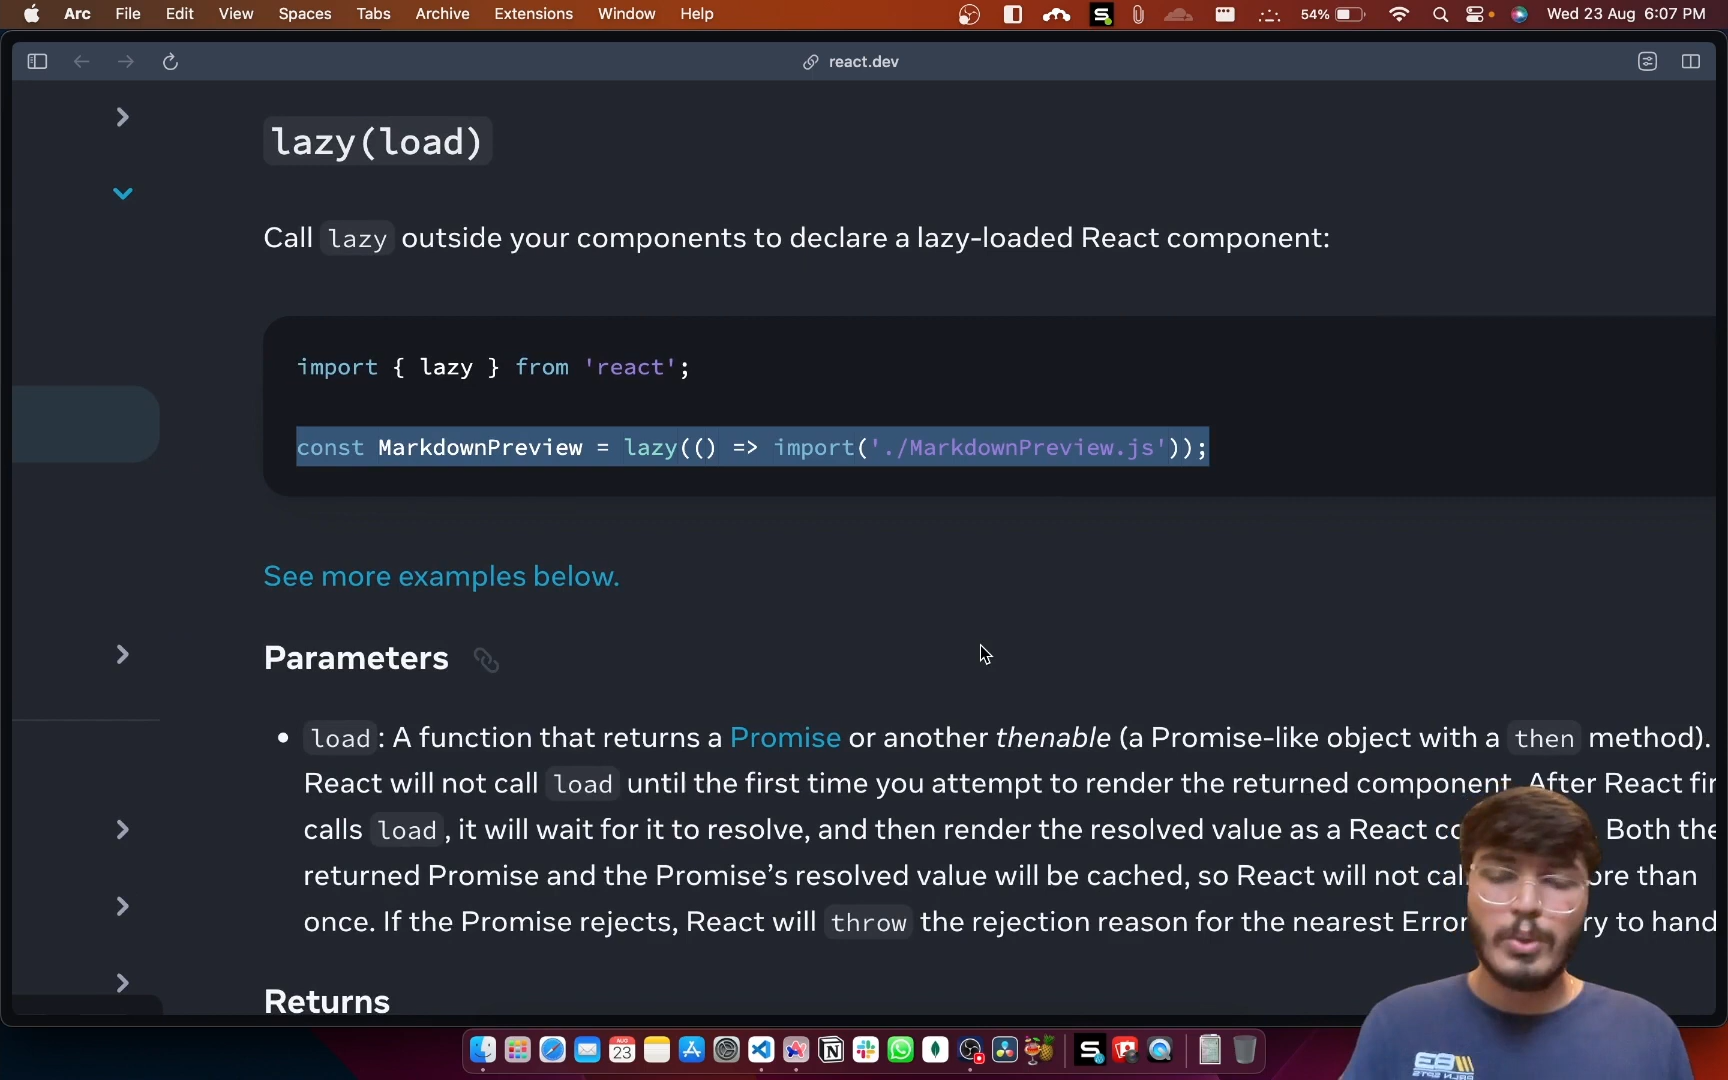 Arc File Edit View Spaces Tabs Archive Extensions Window Help 54% Wed 23 Aug 6:07 PM
react.dev
lazy(load)
Call lazy outside your components to declare a lazy-loaded React component:
import { lazy } from 'react';
const MarkdownPreview = lazy(() => import('./MarkdownPreview.js'));
See more examples below.
Parameters
load: A function that returns a Promise or another thenable (a Promise-like object with a then method).
React will not call load until the first time you attempt to render the returned component. After React fir
calls load, it will wait for it to resolve, and then render the resolved value as a React co Both the
returned Promise and the Promise’s resolved value will be cached, so React will not cal ore than
once. If the Promise rejects, React will throw the rejection reason for the nearest Error ry to hand
Returns
AUG
23